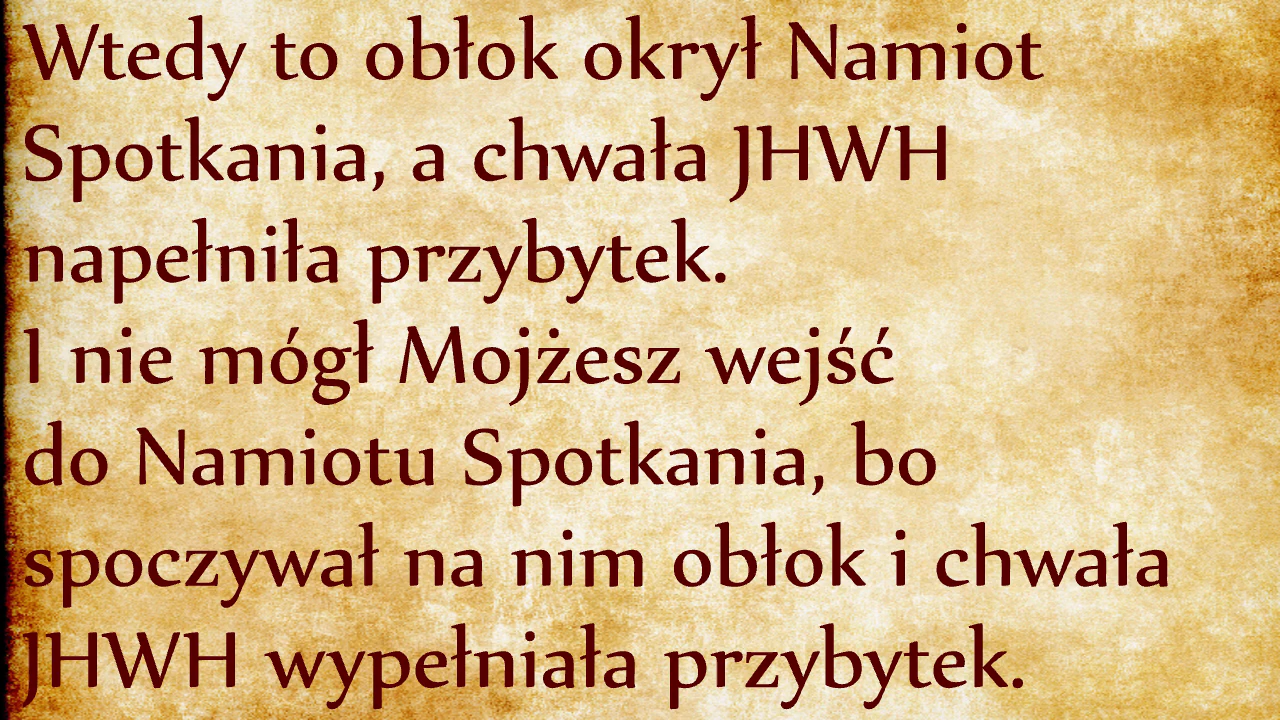 Wtedy to obłok okrył Namiot
Spotkania, a chwała JHWH
napełniła przybytek.
I nie mógł Mojżesz wejść
do Namiotu Spotkania, bo
spoczywał na nim obłok i chwała
JHWH wypełniała przybytek.